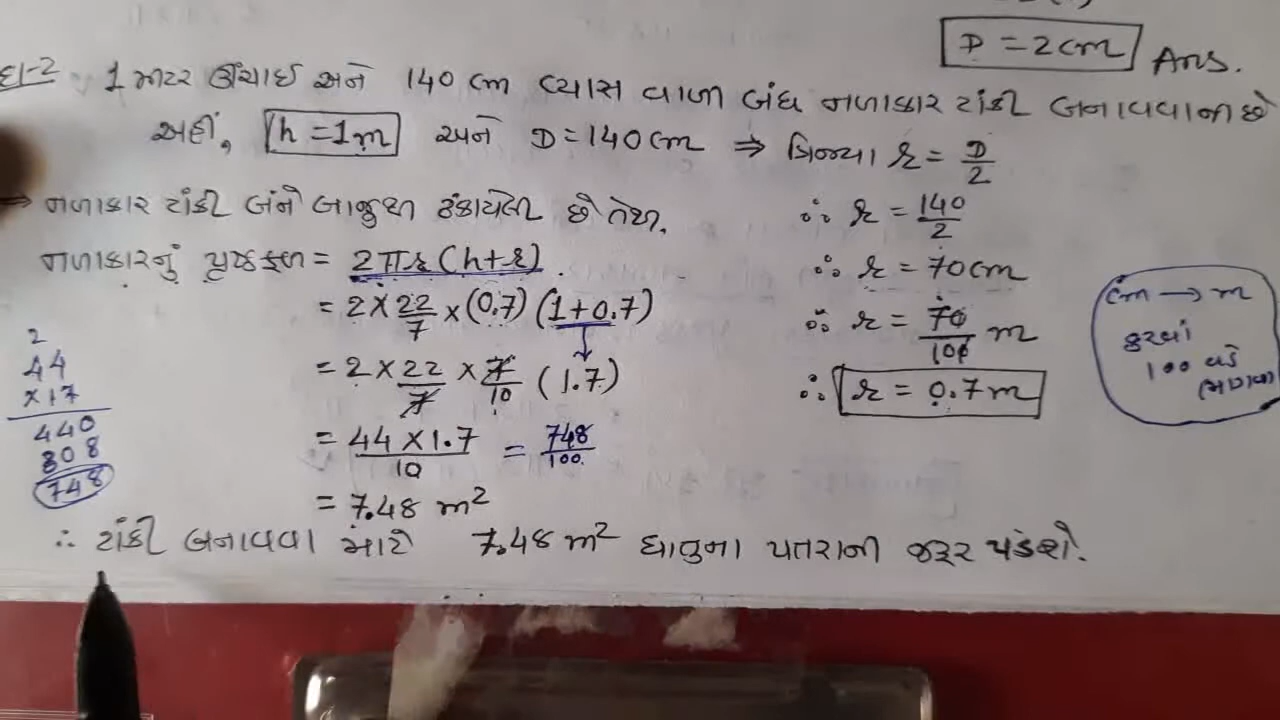 D = 2cm Ans.
દા-2 1 મીટર ઊંચાઈ અને 140 cm વ્યાસ વાળા બંધ નળાકાર ટાંકી બનાવવાની છે
અહીં, h = 1m અને D = 140 cm ⇒ ત્રિજ્યા r = D/2
⇒ નળાકાર ટાંકી બંને બાજુથી ઢંકાયેલી છે તેથી. ∴ r = 140/2
નળાકારનું પૃષ્ઠફળ = 2πr(h+r). ∴ r = 70cm
= 2 × 22/7 × (0.7) (1+0.7) ∴ r = 70/100 m
= 2 × 22/7 × 7/10 (1.7) ∴ r = 0.7m
= 44 × 1.7/10 = 748/100
= 7.48 m²
∴ ટાંકી બનાવવા માટે 7.48 m² ધાતુના પતરાની જરૂર પડશે.
2
44
×17
440
308
748
cm → m
કરવા
100 વડે
ભાગવા